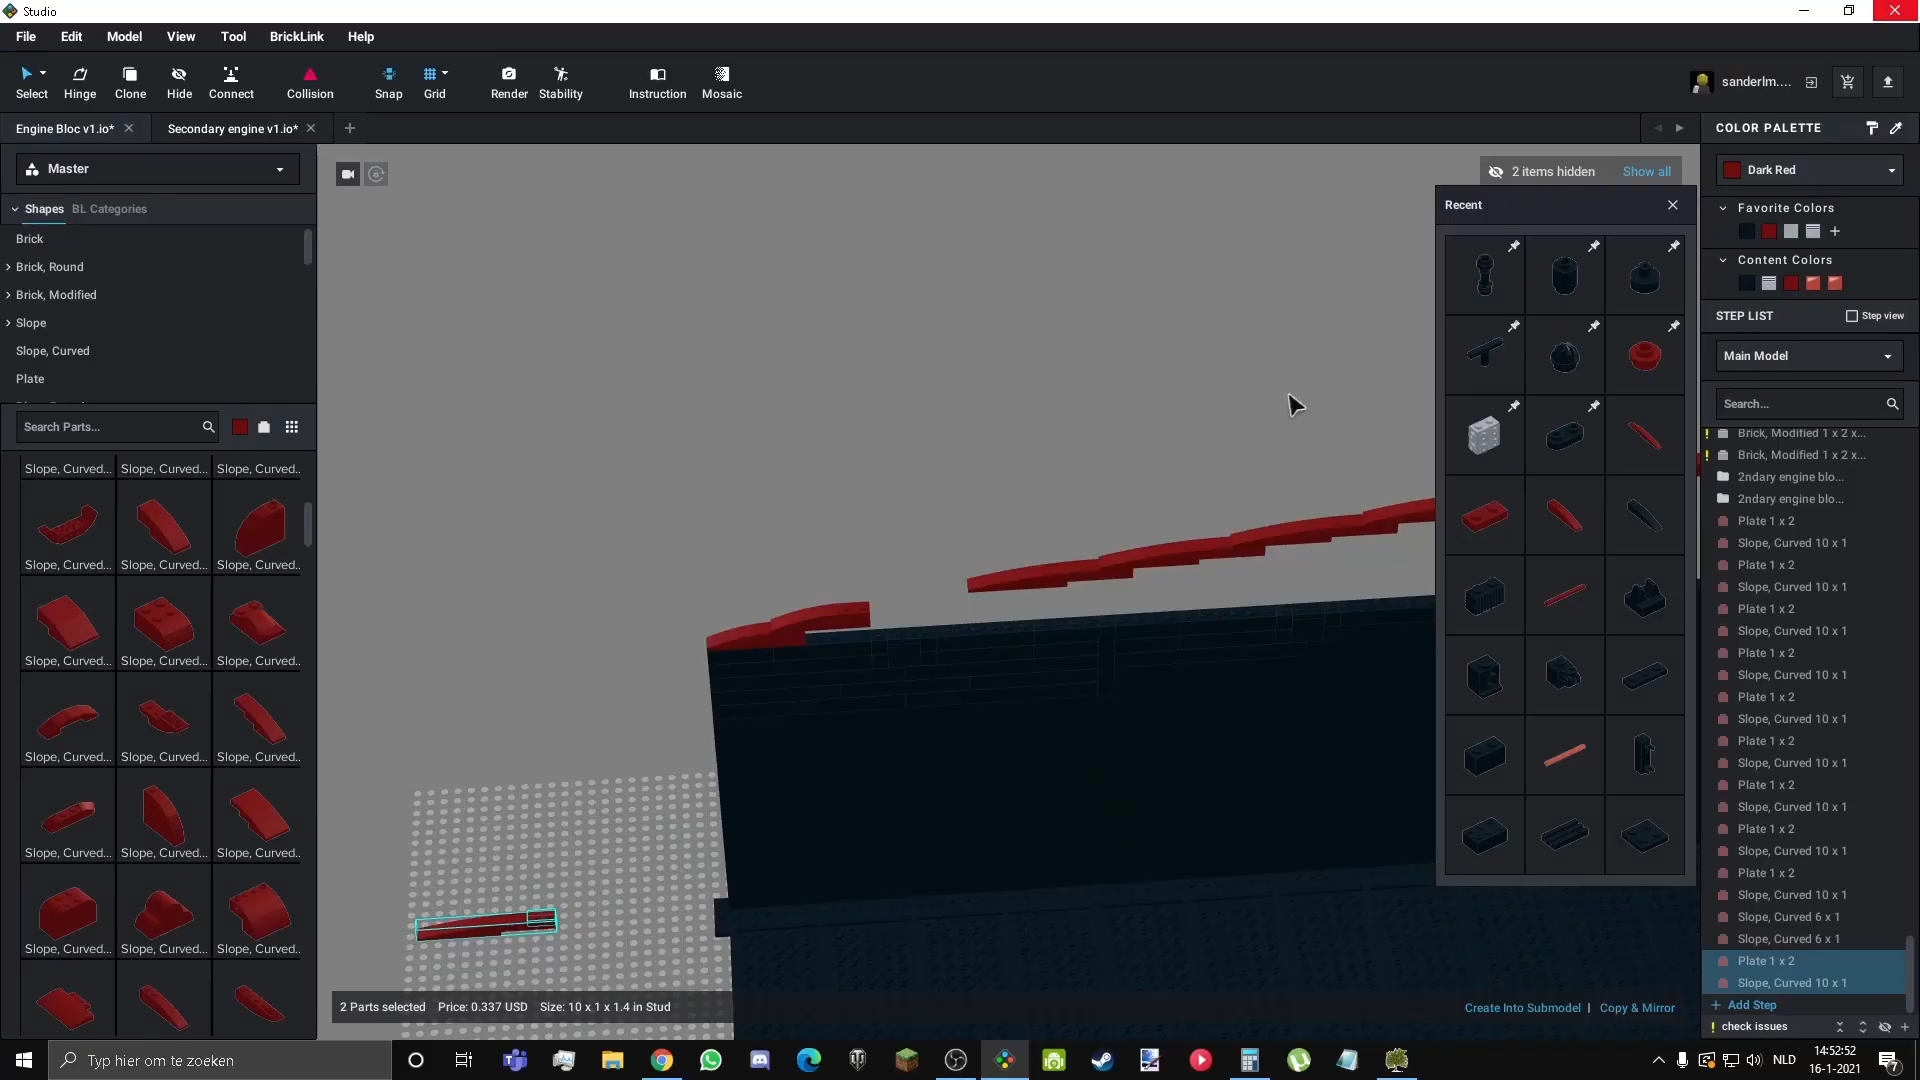 Studio
File Edit Model View Tool BrickLink Help
Select Hinge Clone Hide Connect Collision Snap Grid Render Stability Instruction Mosaic
sanderlm....
Engine Bloc v1.io* Secondary engine v1.io*
Master
Shapes BL Categories
Brick
Brick, Round
Brick, Modified
Slope
Slope, Curved
Plate
Search Parts...
Slope, Curved... Slope, Curved... Slope, Curved..
Slope, Curved... Slope, Curved... Slope, Curved..
Slope, Curved... Slope, Curved... Slope, Curved..
Slope, Curved... Slope, Curved... Slope, Curved..
Slope, Curved... Slope, Curved... Slope, Curved..
Slope, Curved... Slope, Curved... Slope, Curved..
2 items hidden Show all
Recent
2 Parts selected Price: 0.337 USD Size: 10 x 1 x 1.4 in Stud
Create Into Submodel | Copy & Mirror
COLOR PALETTE
Dark Red
Favorite Colors
Content Colors
STEP LIST Step view
Main Model
Search...
Brick, Modified 1 x 2 x...
Brick, Modified 1 x 2 x...
2ndary engine blo...
2ndary engine blo...
Plate 1 x 2
Slope, Curved 10 x 1
Plate 1 x 2
Slope, Curved 10 x 1
Plate 1 x 2
Slope, Curved 10 x 1
Plate 1 x 2
Slope, Curved 10 x 1
Plate 1 x 2
Slope, Curved 10 x 1
Plate 1 x 2
Slope, Curved 10 x 1
Plate 1 x 2
Slope, Curved 10 x 1
Plate 1 x 2
Slope, Curved 10 x 1
Plate 1 x 2
Slope, Curved 10 x 1
Slope, Curved 6 x 1
Slope, Curved 6 x 1
Plate 1 x 2
Slope, Curved 10 x 1
+ Add Step
! check issues
Typ hier om te zoeken
NLD
14:52:52
16-1-2021
7